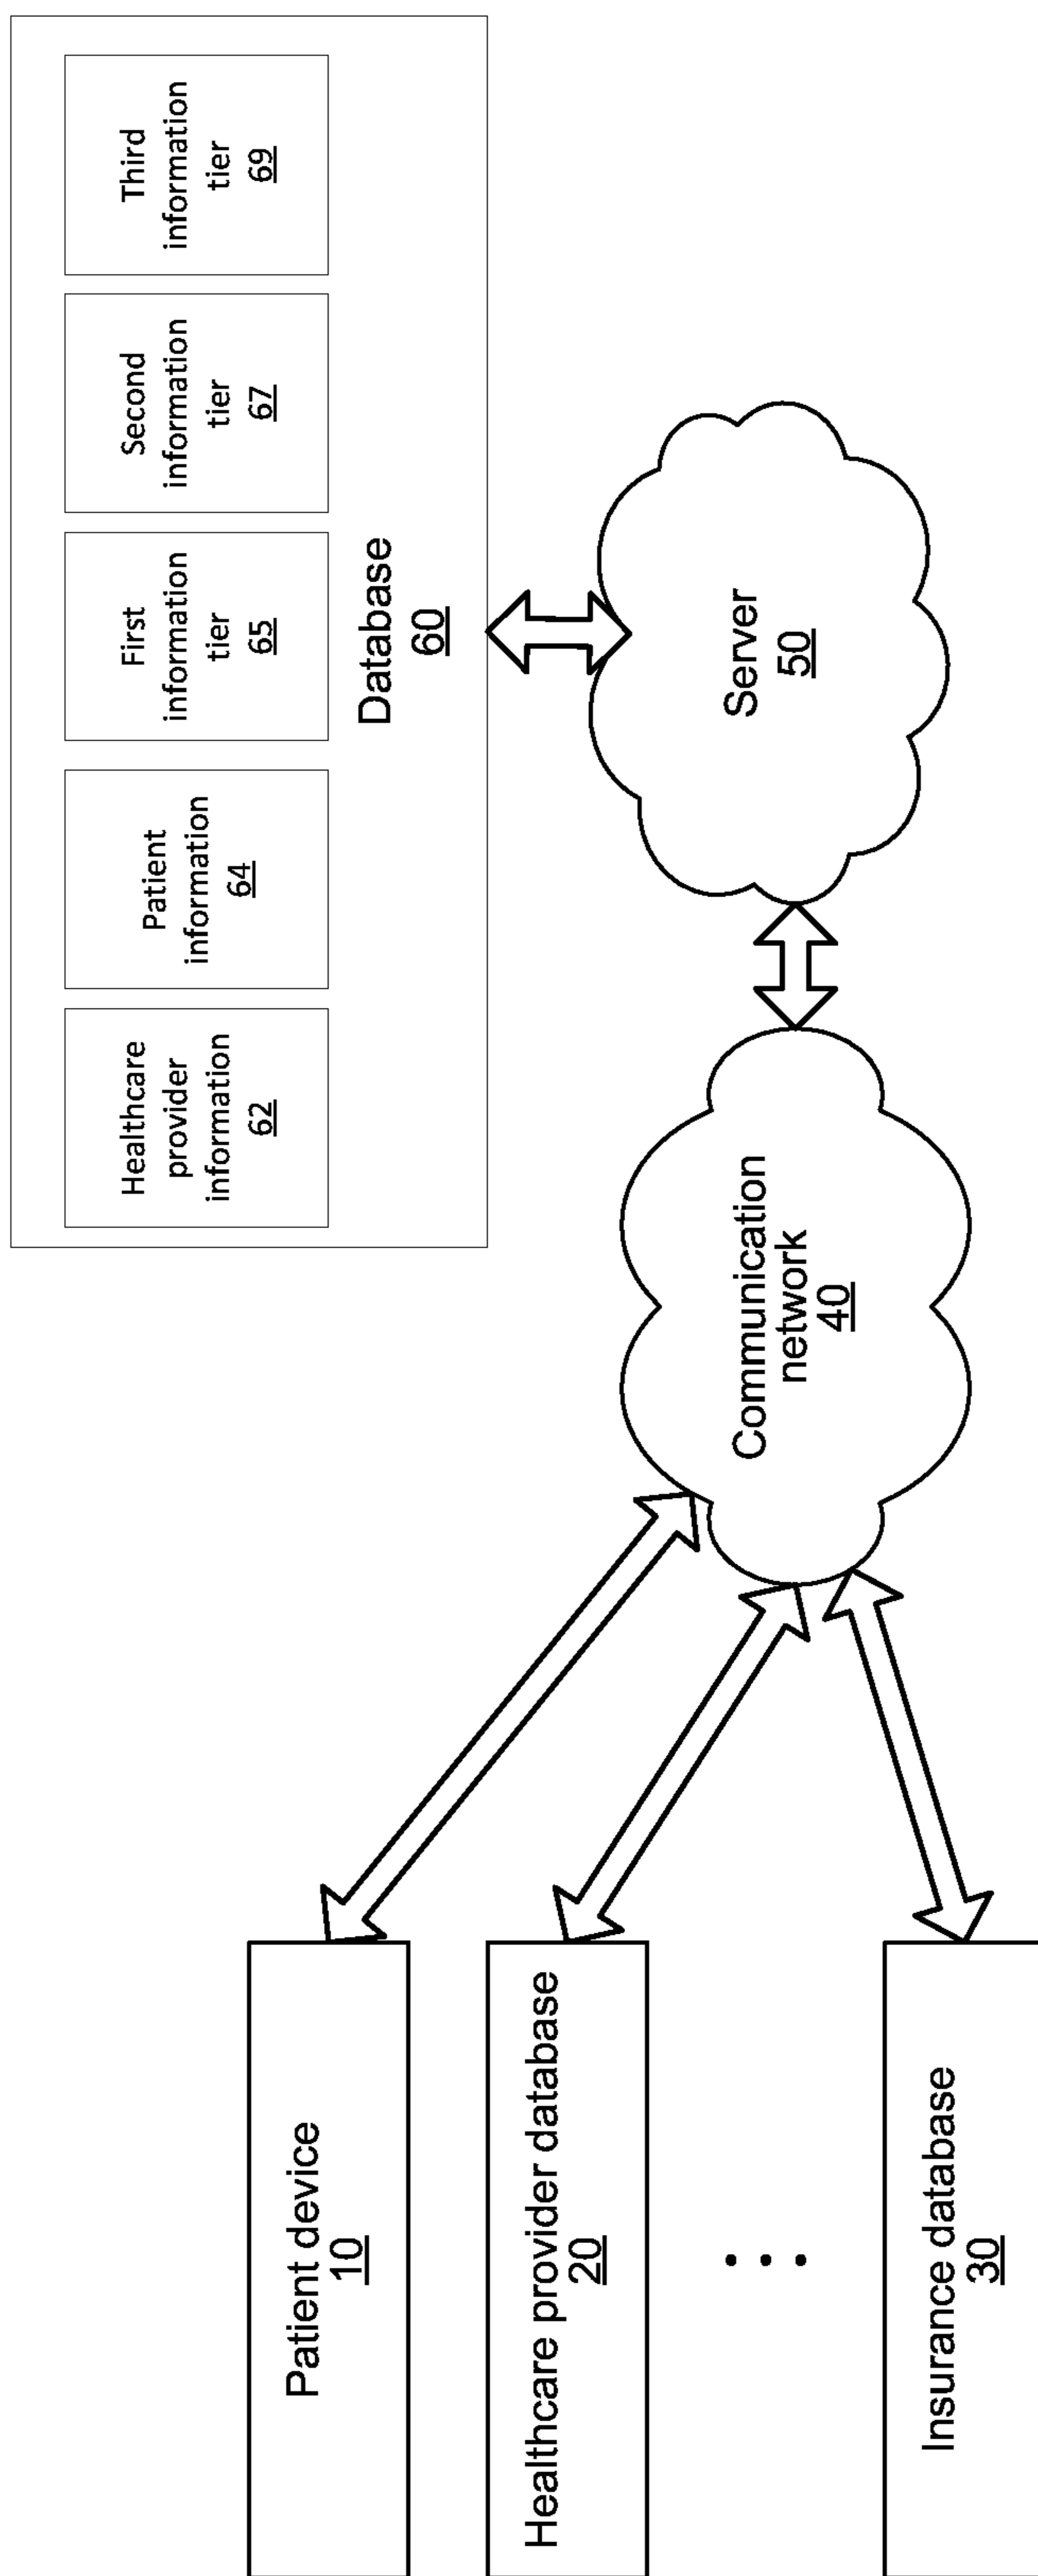 Healthcare
provider
information
62
Patient
information
64
First
information
tier
65
Second
information
tier
67
Third
information
tier
69
Database
60
Patient device
10
Healthcare provider database
20
Insurance database
30
Communication
network
40
Server
50